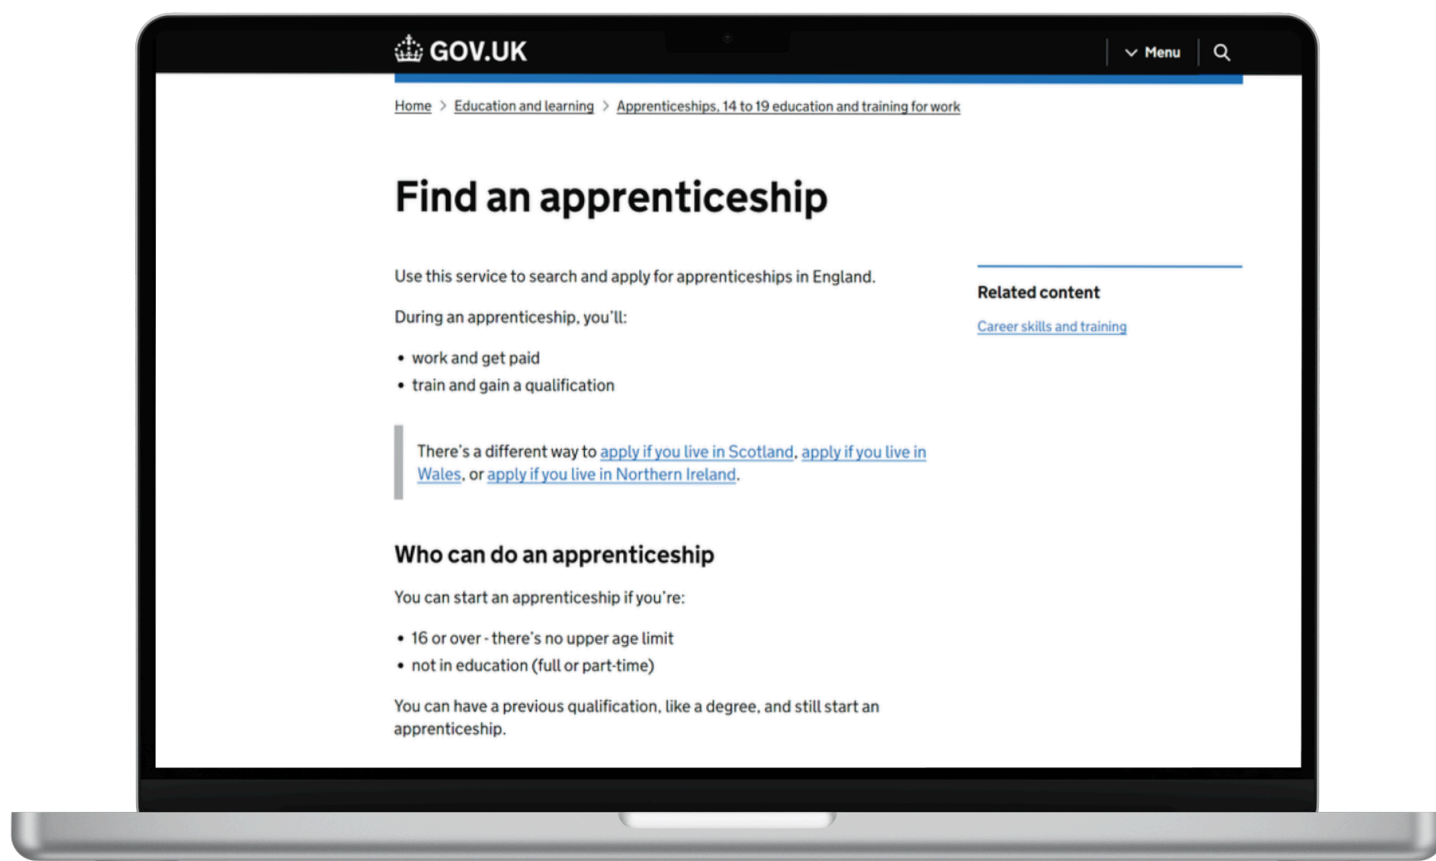 GOV.UK
Menu
Home > Education and learning > Apprenticeships, 14 to 19 education and training for work
Find an apprenticeship
Use this service to search and apply for apprenticeships in England.
During an apprenticeship, you'll:
• work and get paid
• train and gain a qualification
There's a different way to apply if you live in Scotland, apply if you live in
Wales, or apply if you live in Northern Ireland.
Who can do an apprenticeship
You can start an apprenticeship if you're:
• 16 or over - there's no upper age limit
• not in education (full or part-time)
You can have a previous qualification, like a degree, and still start an
apprenticeship.
Related content
Career skills and training